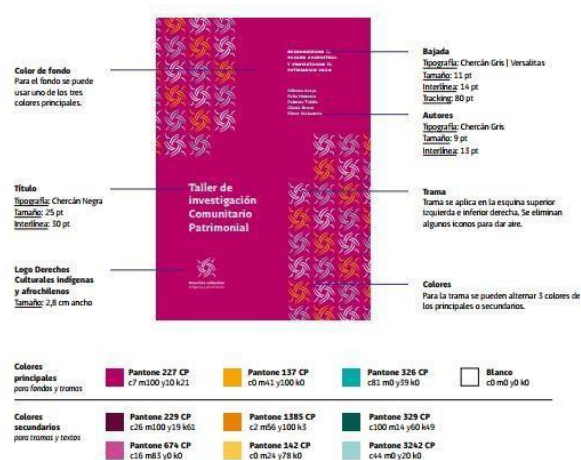 Color de fondo
Para el fondo se puede
usar uno de los tres
colores principales.
Título
Tipografía: Chercán Negra
Tamaño: 25 pt
Interlínea: 30 pt
Logo Derechos
Culturales indígenas
y afrochilenos
Tamaño: 2,8 cm ancho
PATRIMONIO
Taller de
investigación
Comunitario
Patrimonial
Derechos culturales
Bajada
Tipografía: Chercán Gris | Versalitas
Tamaño: 11 pt
Interlínea: 14 pt
Tracking: 80 pt
Autores
Tipografía: Chercán Gris
Tamaño: 9 pt
Interlínea: 13 pt
Trama
Trama se aplica en la esquina superior
izquierda e inferior derecha. Se eliminan
algunos iconos para dar aire.
Colores
Para la trama se pueden alternar 3 colores de
los principales o secundarios.
Colores
principales
para fondos y tramas
Pantone 227 CP
c7 m100 y10 k21
Pantone 137 CP
c0 m41 y100 k0
Pantone 326 CP
c81 m0 y39 k0
Blanco
c0 m0 y0 k0
Colores
secundarios
para tramas y textos
Pantone 229 CP
c26 m100 y19 k61
Pantone 1385 CP
c2 m56 y100 k3
Pantone 329 CP
c100 m14 y60 k49
Pantone 674 CP
c16 m83 y0 k0
Pantone 142 CP
c0 m24 y78 k0
Pantone 3242 CP
c44 m0 y20 k0